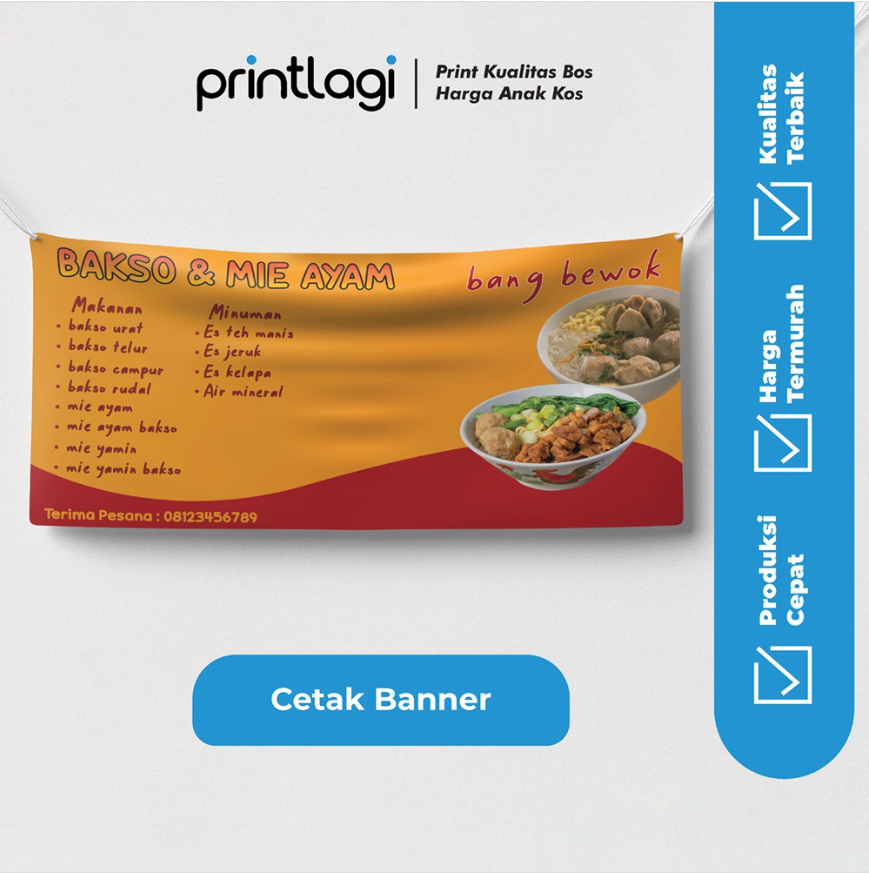 printlagi
Print Kualitas Bos
Harga Anak Kos
BAKSO & MIE AYAM
bang bewok
Makanan
• bakso urat
• bakso telur
• bakso campur
• bakso rudal
• mie ayam
• mie ayam bakso
• mie yamin
• mie yamin bakso
Minuman
• Es teh manis
• Es jeruk
• Es kelapa
• Air mineral
Terima Pesana : 08123456789
Cetak Banner
Kualitas
Terbaik
Harga
Termurah
Produksi
Cepat